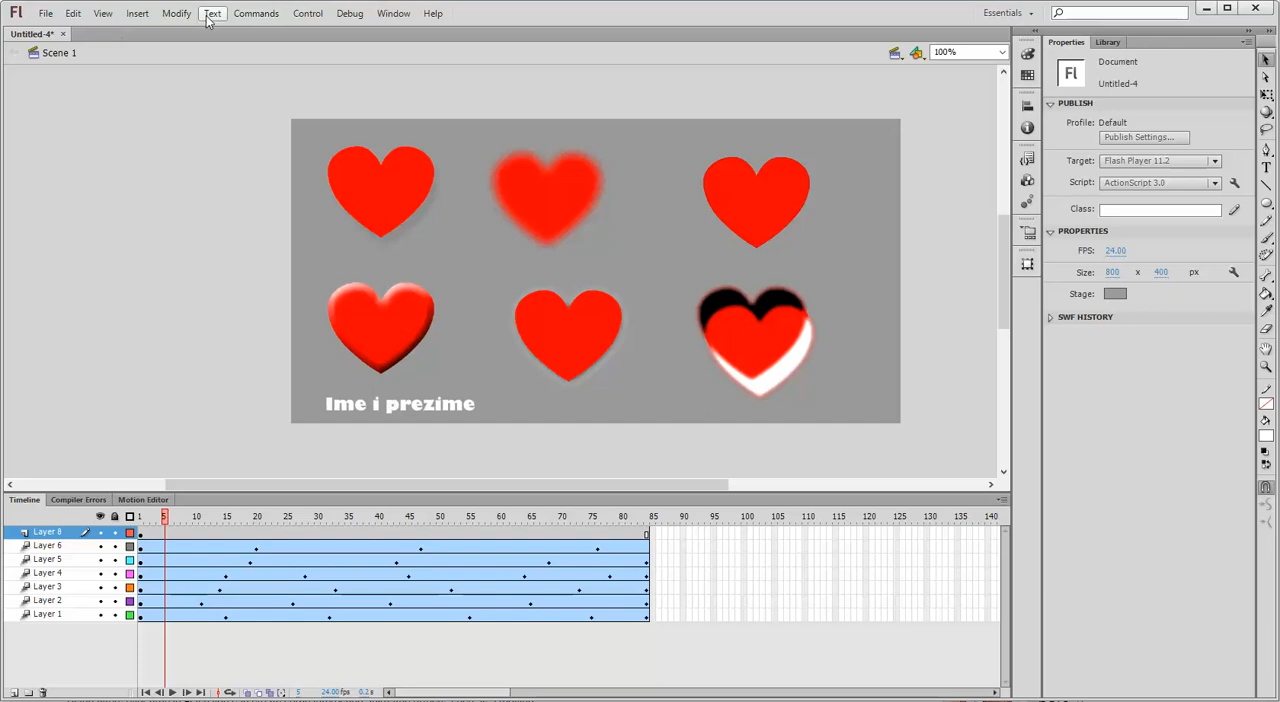 Fl File Edit View Insert Modify Text Commands Control Debug Window Help Essentials
Untitled-4* ×
Scene 1 100%
Properties Library
Fl Document
Untitled-4
PUBLISH
Profile: Default
Publish Settings...
Target: Flash Player 11.2
Script: ActionScript 3.0
Class:
PROPERTIES
FPS: 24.00
Size: 800 x 400 px
Stage:
SWF HISTORY
Ime i prezime
Timeline Compiler Errors Motion Editor
1 5 10 15 20 25 30 35 40 45 50 55 60 65 70 75 80 85 90 95 100 105 110 115 120 125 130 135 140
Layer 8
Layer 6
Layer 5
Layer 4
Layer 3
Layer 2
Layer 1
5 24.00 fps 0.2 s